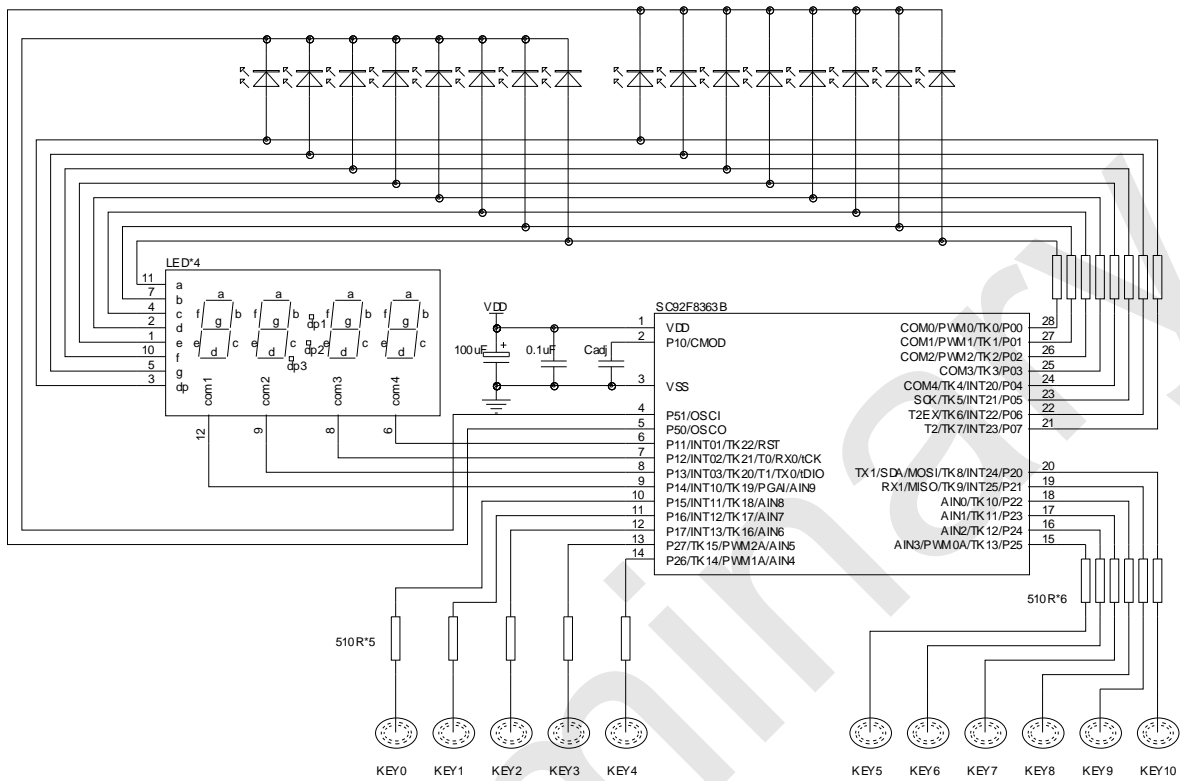 LED*4
11 a
7 b
4 c
2 d
1 e
10 f
5 g
3 dp
a b c d e f g
a b c d e f g
a b c d e f g
a b c d e f g
dp1
dp2
dp3
com1
com2
com3
com4
12
9
8
6
VDD
100uF
+
0.1uF
Cadj
SC92F8363B
1 VDD
2 P10/CMOD
3 VSS
4 P51/OSCI
5 P50/OSCO
6 P11/INT01/TK22/RST
7 P12/INT02/TK21/T0/RX0/tCK
8 P13/INT03/TK20/T1/TX0/tDIO
9 P14/INT10/TK19/PGAI/AIN9
10 P15/INT11/TK18/AIN8
11 P16/INT12/TK17/AIN7
12 P17/INT13/TK16/AIN6
13 P27/TK15/PWM2A/AIN5
14 P26/TK14/PWM1A/AIN4
COM0/PWM0/TK0/P00 28
COM1/PWM1/TK1/P01 27
COM2/PWM2/TK2/P02 26
COM3/TK3/P03 25
COM4/TK4/INT20/P04 24
SCK/TK5/INT21/P05 23
T2EX/TK6/INT22/P06 22
T2/TK7/INT23/P07 21
TX1/SDA/MOSI/TK8/INT24/P20 20
RX1/MISO/TK9/INT25/P21 19
AIN0/TK10/P22 18
AIN1/TK11/P23 17
AIN2/TK12/P24 16
AIN3/PWM0A/TK13/P25 15
510R*5
510R*6
KEY0 KEY1 KEY2 KEY3 KEY4 KEY5 KEY6 KEY7 KEY8 KEY9 KEY10
minary